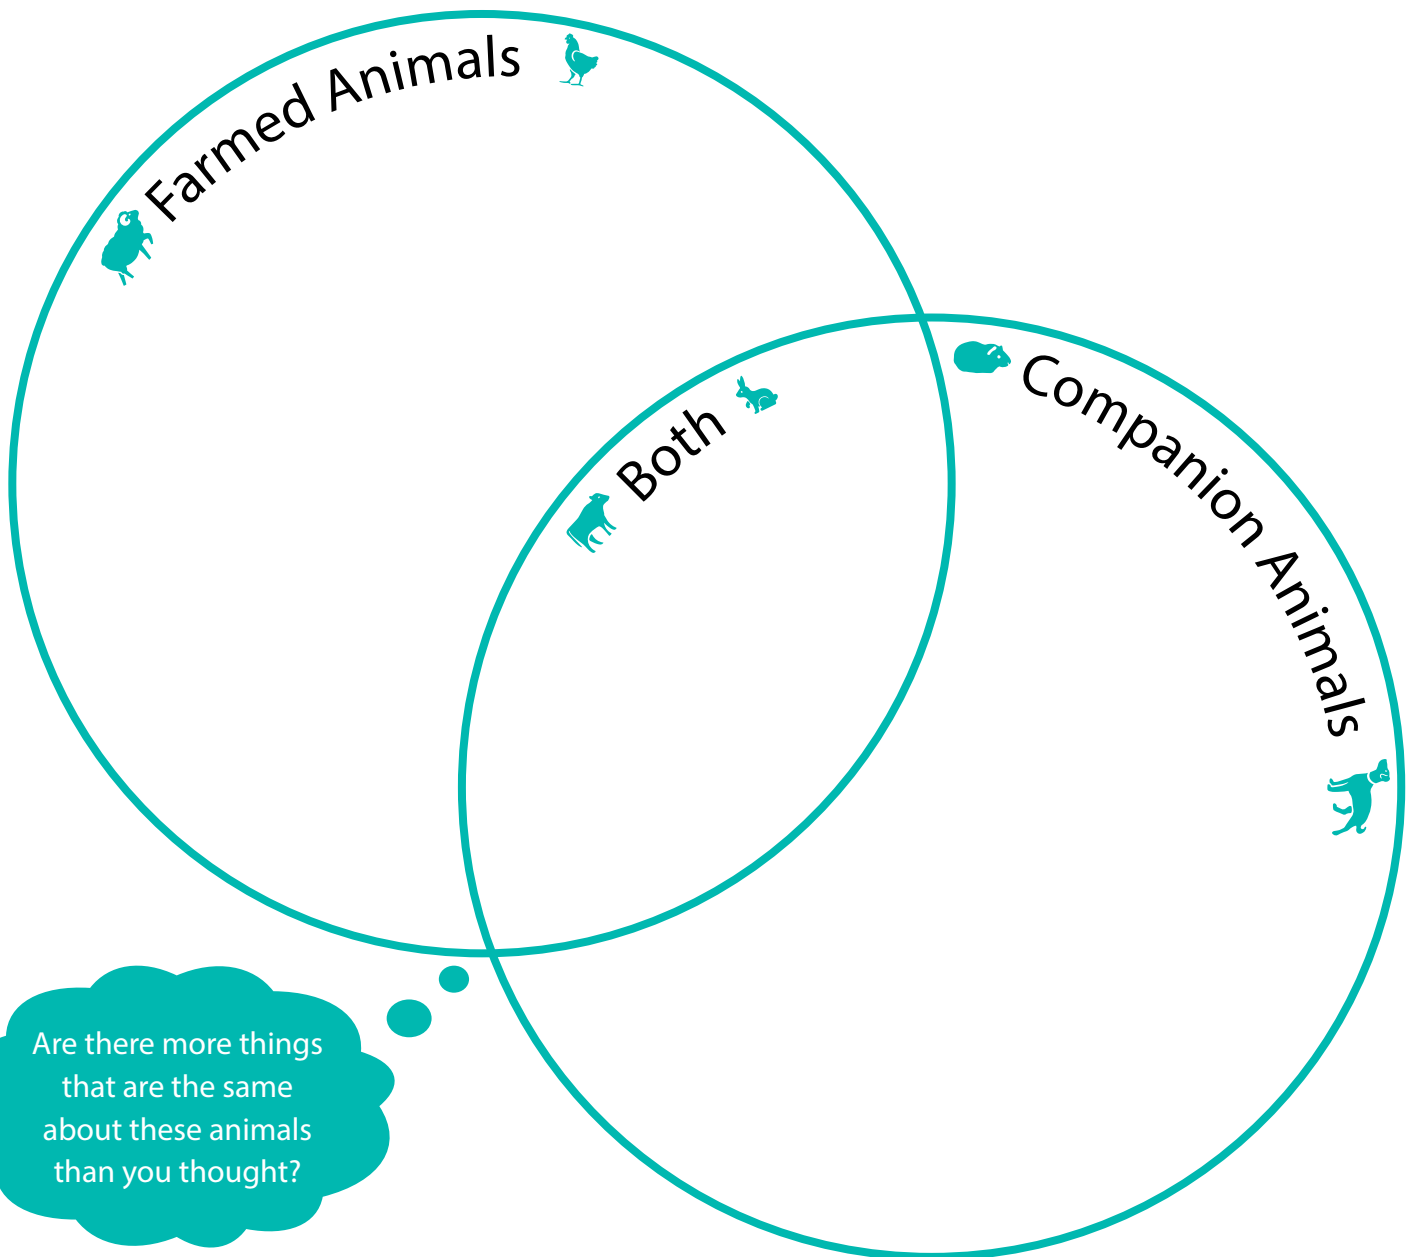 Farmed Animals
Both
Companion Animals
Are there more things
that are the same
about these animals
than you thought?